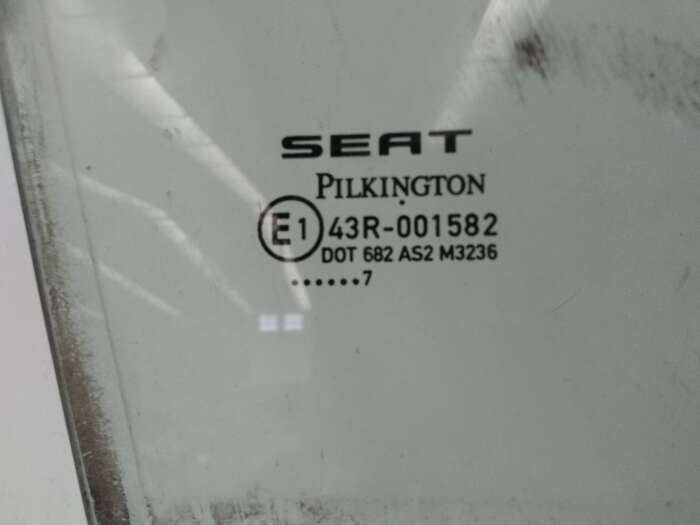 SEAT
PILKINGTON
E1 43R-001582
DOT 682 AS2 M3236
......7